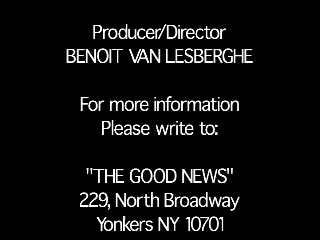 Producer/Director
BENOIT VAN LESBERGHE
For more information
Please write to:
"THE GOOD NEWS"
229, North Broadway
Yonkers NY 10701